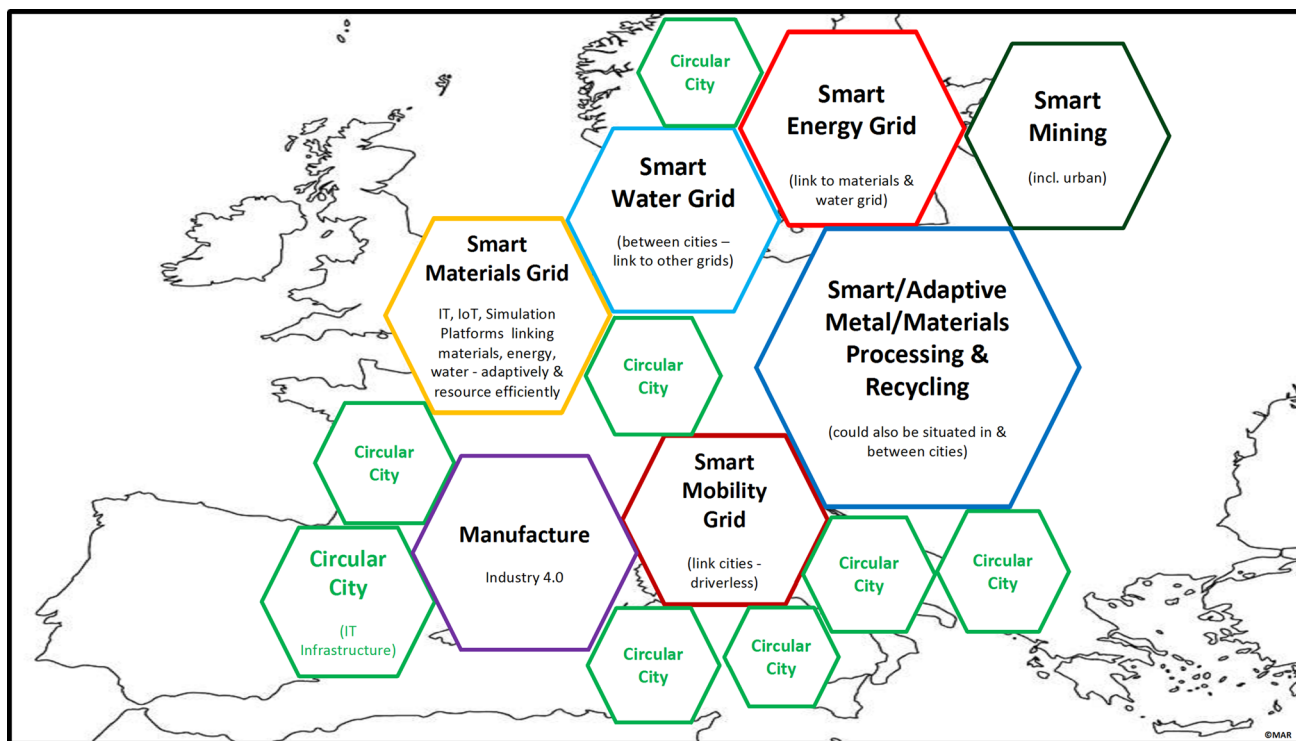 Circular
City
Smart
Energy Grid
(link to materials &
water grid)
Smart
Mining
(incl. urban)
Smart
Water Grid
(between cities –
link to other grids)
Smart
Materials Grid
IT, IoT, Simulation
Platforms linking
materials, energy,
water - adaptively &
resource efficiently
Smart/Adaptive
Metal/Materials
Processing &
Recycling
(could also be situated in &
between cities)
Circular
City
Circular
City
Smart
Mobility
Grid
(link cities -
driverless)
Manufacture
Industry 4.0
Circular
City
(IT
Infrastructure)
Circular
City
Circular
City
Circular
City
Circular
City
©MAR